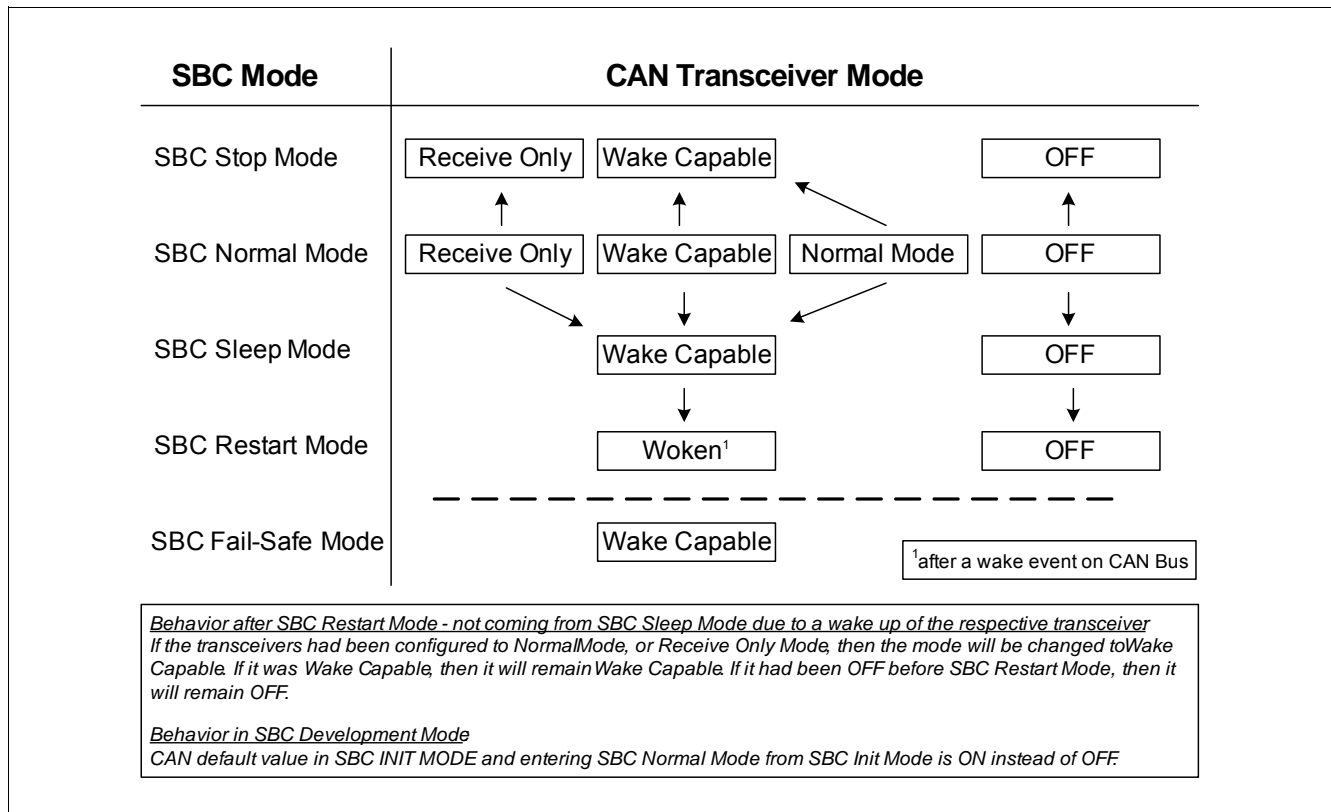 SBC Mode CAN Transceiver Mode
SBC Stop Mode Receive Only Wake Capable OFF
SBC Normal Mode Receive Only Wake Capable Normal Mode OFF
SBC Sleep Mode Wake Capable OFF
SBC Restart Mode Woken¹ OFF
SBC Fail-Safe Mode Wake Capable
¹after a wake event on CAN Bus
Behavior after SBC Restart Mode - not coming from SBC Sleep Mode due to a wake up of the respective transceiver
If the transceivers had been configured to NormalMode, or Receive Only Mode, then the mode will be changed toWake
Capable. If it was Wake Capable, then it will remain Wake Capable. If it had been OFF before SBC Restart Mode, then it
will remain OFF.
Behavior in SBC Development Mode
CAN default value in SBC INIT MODE and entering SBC Normal Mode from SBC Init Mode is ON instead of OFF.